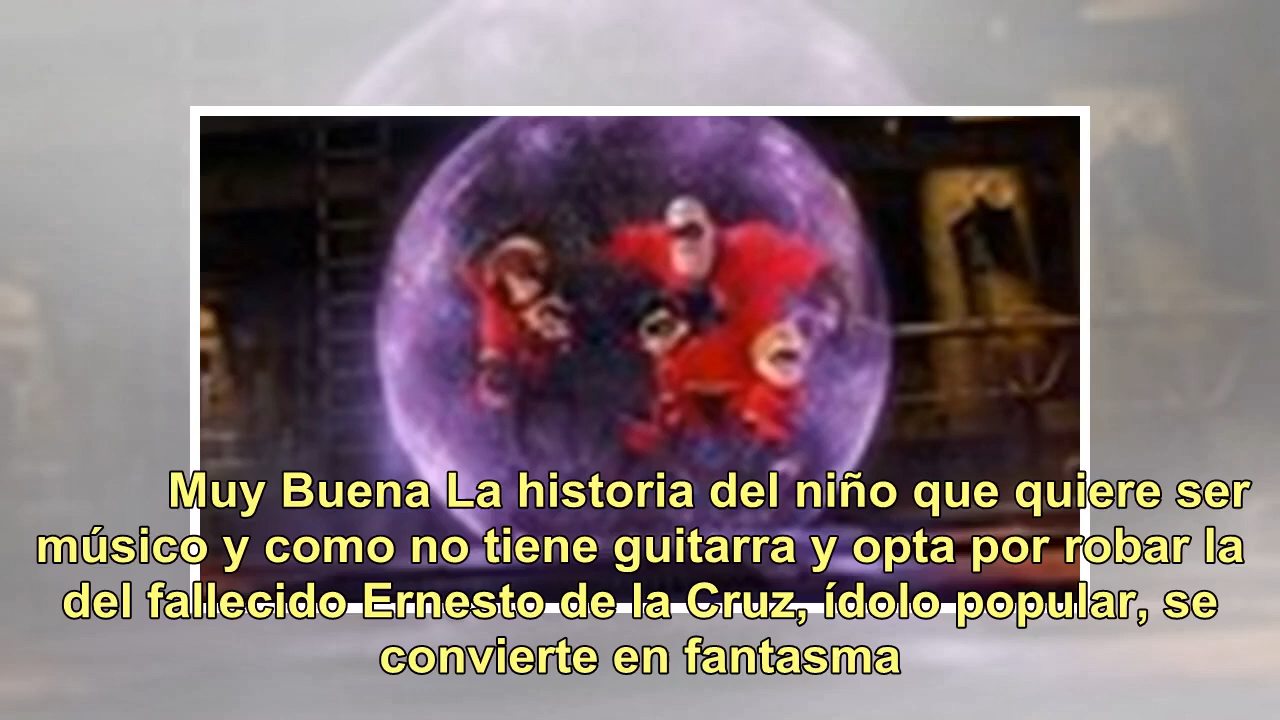 Muy Buena La historia del niño que quiere ser
músico y como no tiene guitarra y opta por robar la
del fallecido Ernesto de la Cruz, ídolo popular, se
convierte en fantasma